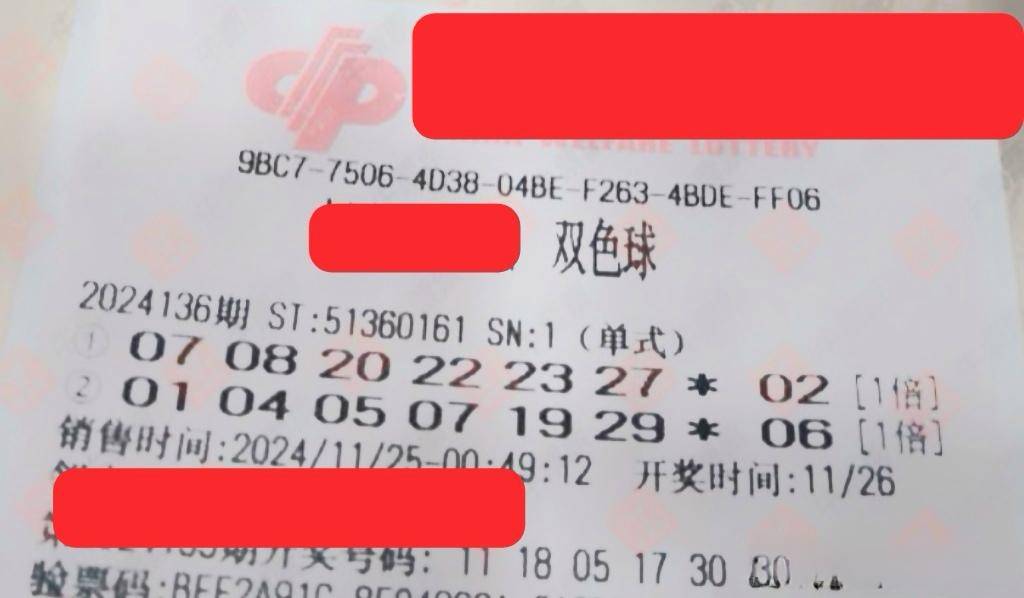 WELFARE LOTTERY
9BC7-7506-4D38-04BE-F263-4BDE-FF06
双色球
2024136期 ST:51360161 SN:1 (单式)
① 07 08 20 22 23 27 * 02 [1倍]
② 01 04 05 07 19 29 * 06 [1倍]
销售时间:2024/11/25-00:49:12 开奖时间:11/26
期开奖号码: 11 18 05 17 30
验票码:BEE2A91C